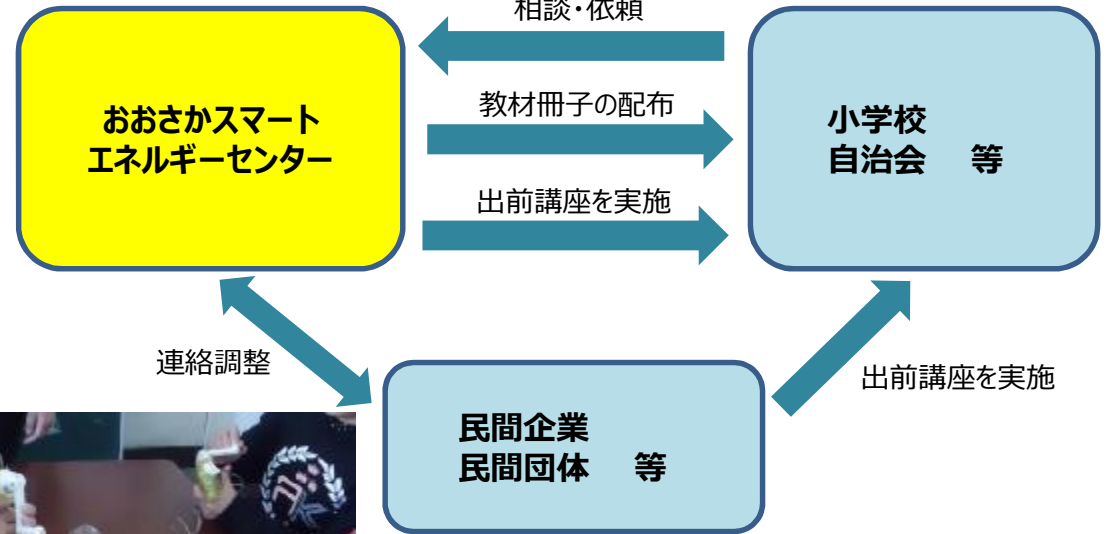 相談・依頼
おおさかスマート
エネルギーセンター
教材冊子の配布
小学校
自治会 等
出前講座を実施
連絡調整
出前講座を実施
民間企業
民間団体 等